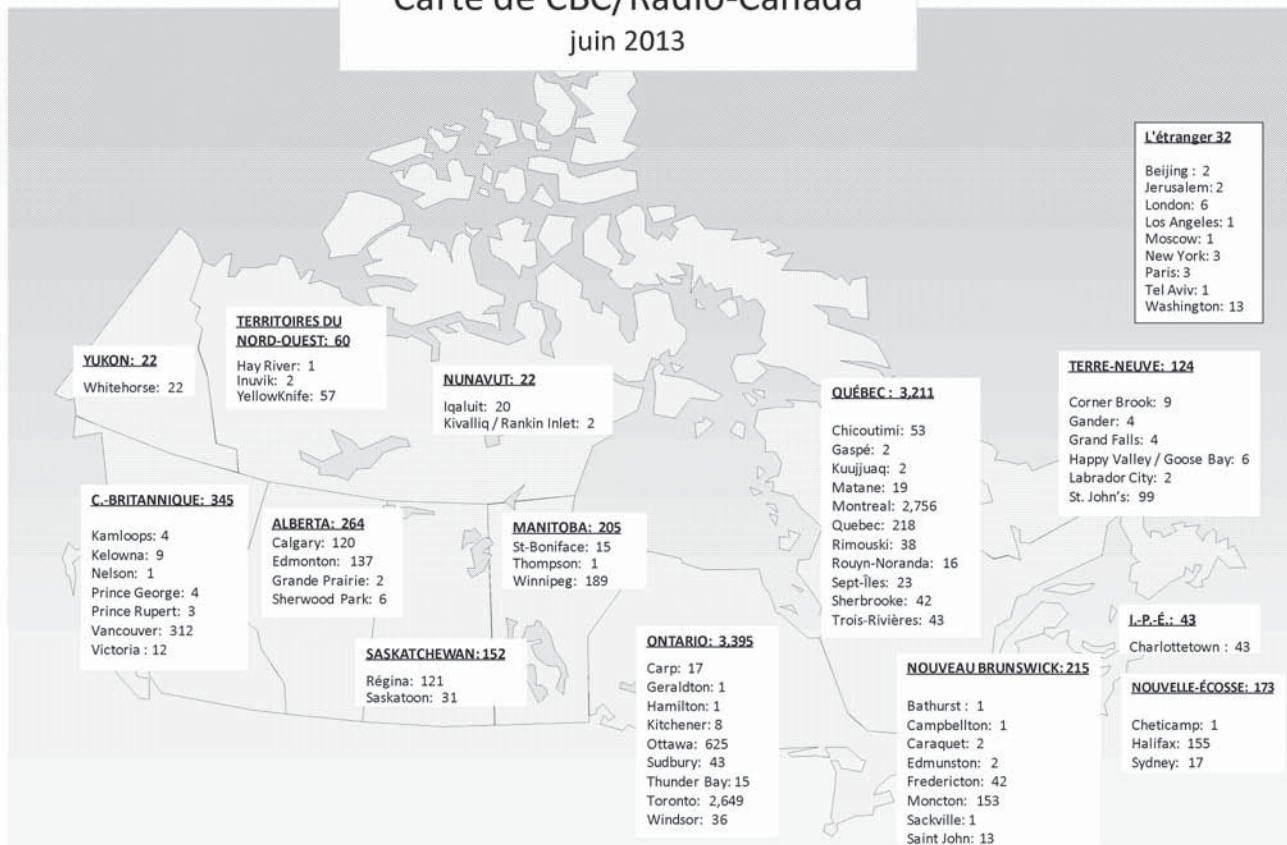 Carte de CBC/Radio-Canada
juin 2013
L'étranger 32
Beijing : 2
Jerusalem: 2
London: 6
Los Angeles: 1
Moscow: 1
New York: 3
Paris: 3
Tel Aviv: 1
Washington: 13
YUKON: 22
Whitehorse: 22
TERRITOIRES DU
NORD-OUEST: 60
Hay River: 1
Inuvik: 2
YellowKnife: 57
NUNAVUT: 22
Iqaluit: 20
Kivalliq / Rankin Inlet: 2
QUÉBEC : 3,211
Chicoutimi: 53
Gaspé: 2
Kuujjuaq: 2
Matane: 19
Montreal: 2,756
Quebec: 218
Rimouski: 38
Rouyn-Noranda: 16
Sept-Îles: 23
Sherbrooke: 42
Trois-Rivières: 43
TERRE-NEUVE: 124
Corner Brook: 9
Gander: 4
Grand Falls: 4
Happy Valley / Goose Bay: 6
Labrador City: 2
St. John's: 99
C.-BRITANNIQUE: 345
Kamloops: 4
Kelowna: 9
Nelson: 1
Prince George: 4
Prince Rupert: 3
Vancouver: 312
Victoria : 12
ALBERTA: 264
Calgary: 120
Edmonton: 137
Grande Prairie: 2
Sherwood Park: 6
SASKATCHEWAN: 152
Régina: 121
Saskatoon: 31
MANITOBA: 205
St-Boniface: 15
Thompson: 1
Winnipeg: 189
ONTARIO: 3,395
Carp: 17
Geraldton: 1
Hamilton: 1
Kitchener: 8
Ottawa: 625
Sudbury: 43
Thunder Bay: 15
Toronto: 2,649
Windsor: 36
NOUVEAU BRUNSWICK: 215
Bathurst : 1
Campbellton: 1
Caraquet: 2
Edmunston: 2
Fredericton: 42
Moncton: 153
Sackville: 1
Saint John: 13
I.-P.-É.: 43
Charlottetown : 43
NOUVELLE-ÉCOSSE: 173
Cheticamp: 1
Halifax: 155
Sydney: 17